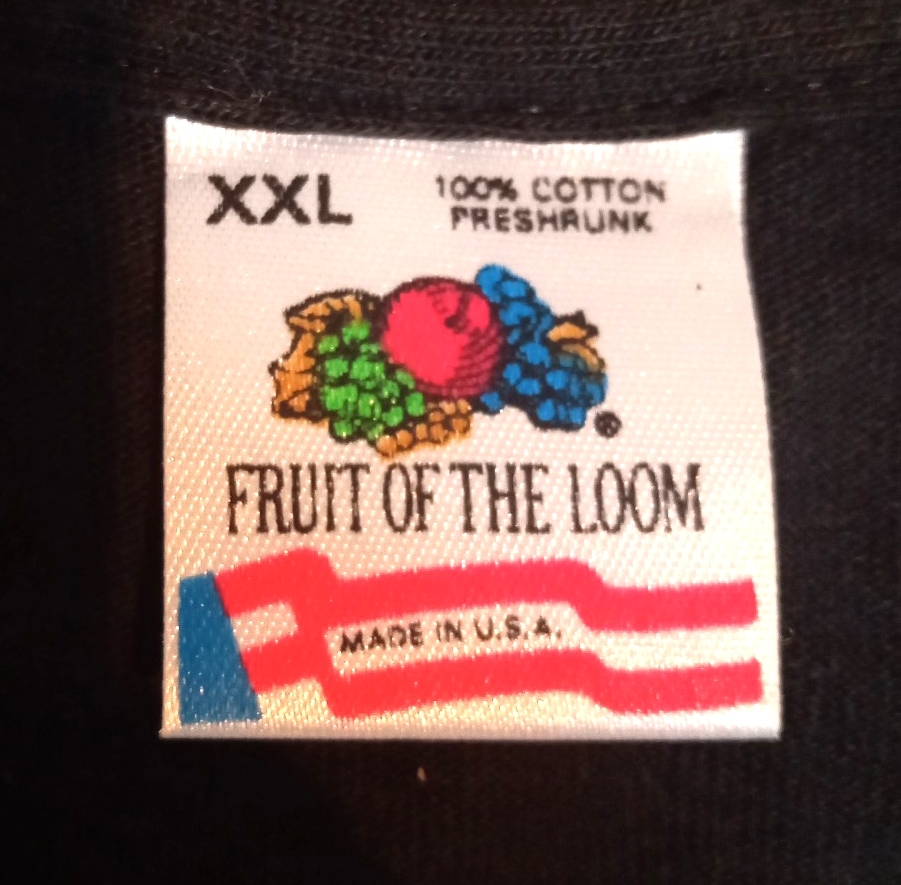 XXL
100% COTTON
PRESHRUNK
®
FRUIT OF THE LOOM
MADE IN U.S.A.